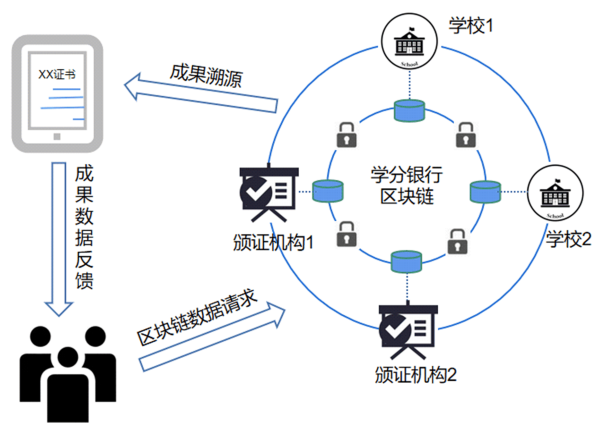 学校1
School
XX证书
成果溯源
学分银行
区块链
成果数据反馈
颁证机构1
School
学校2
区块链数据请求
颁证机构2